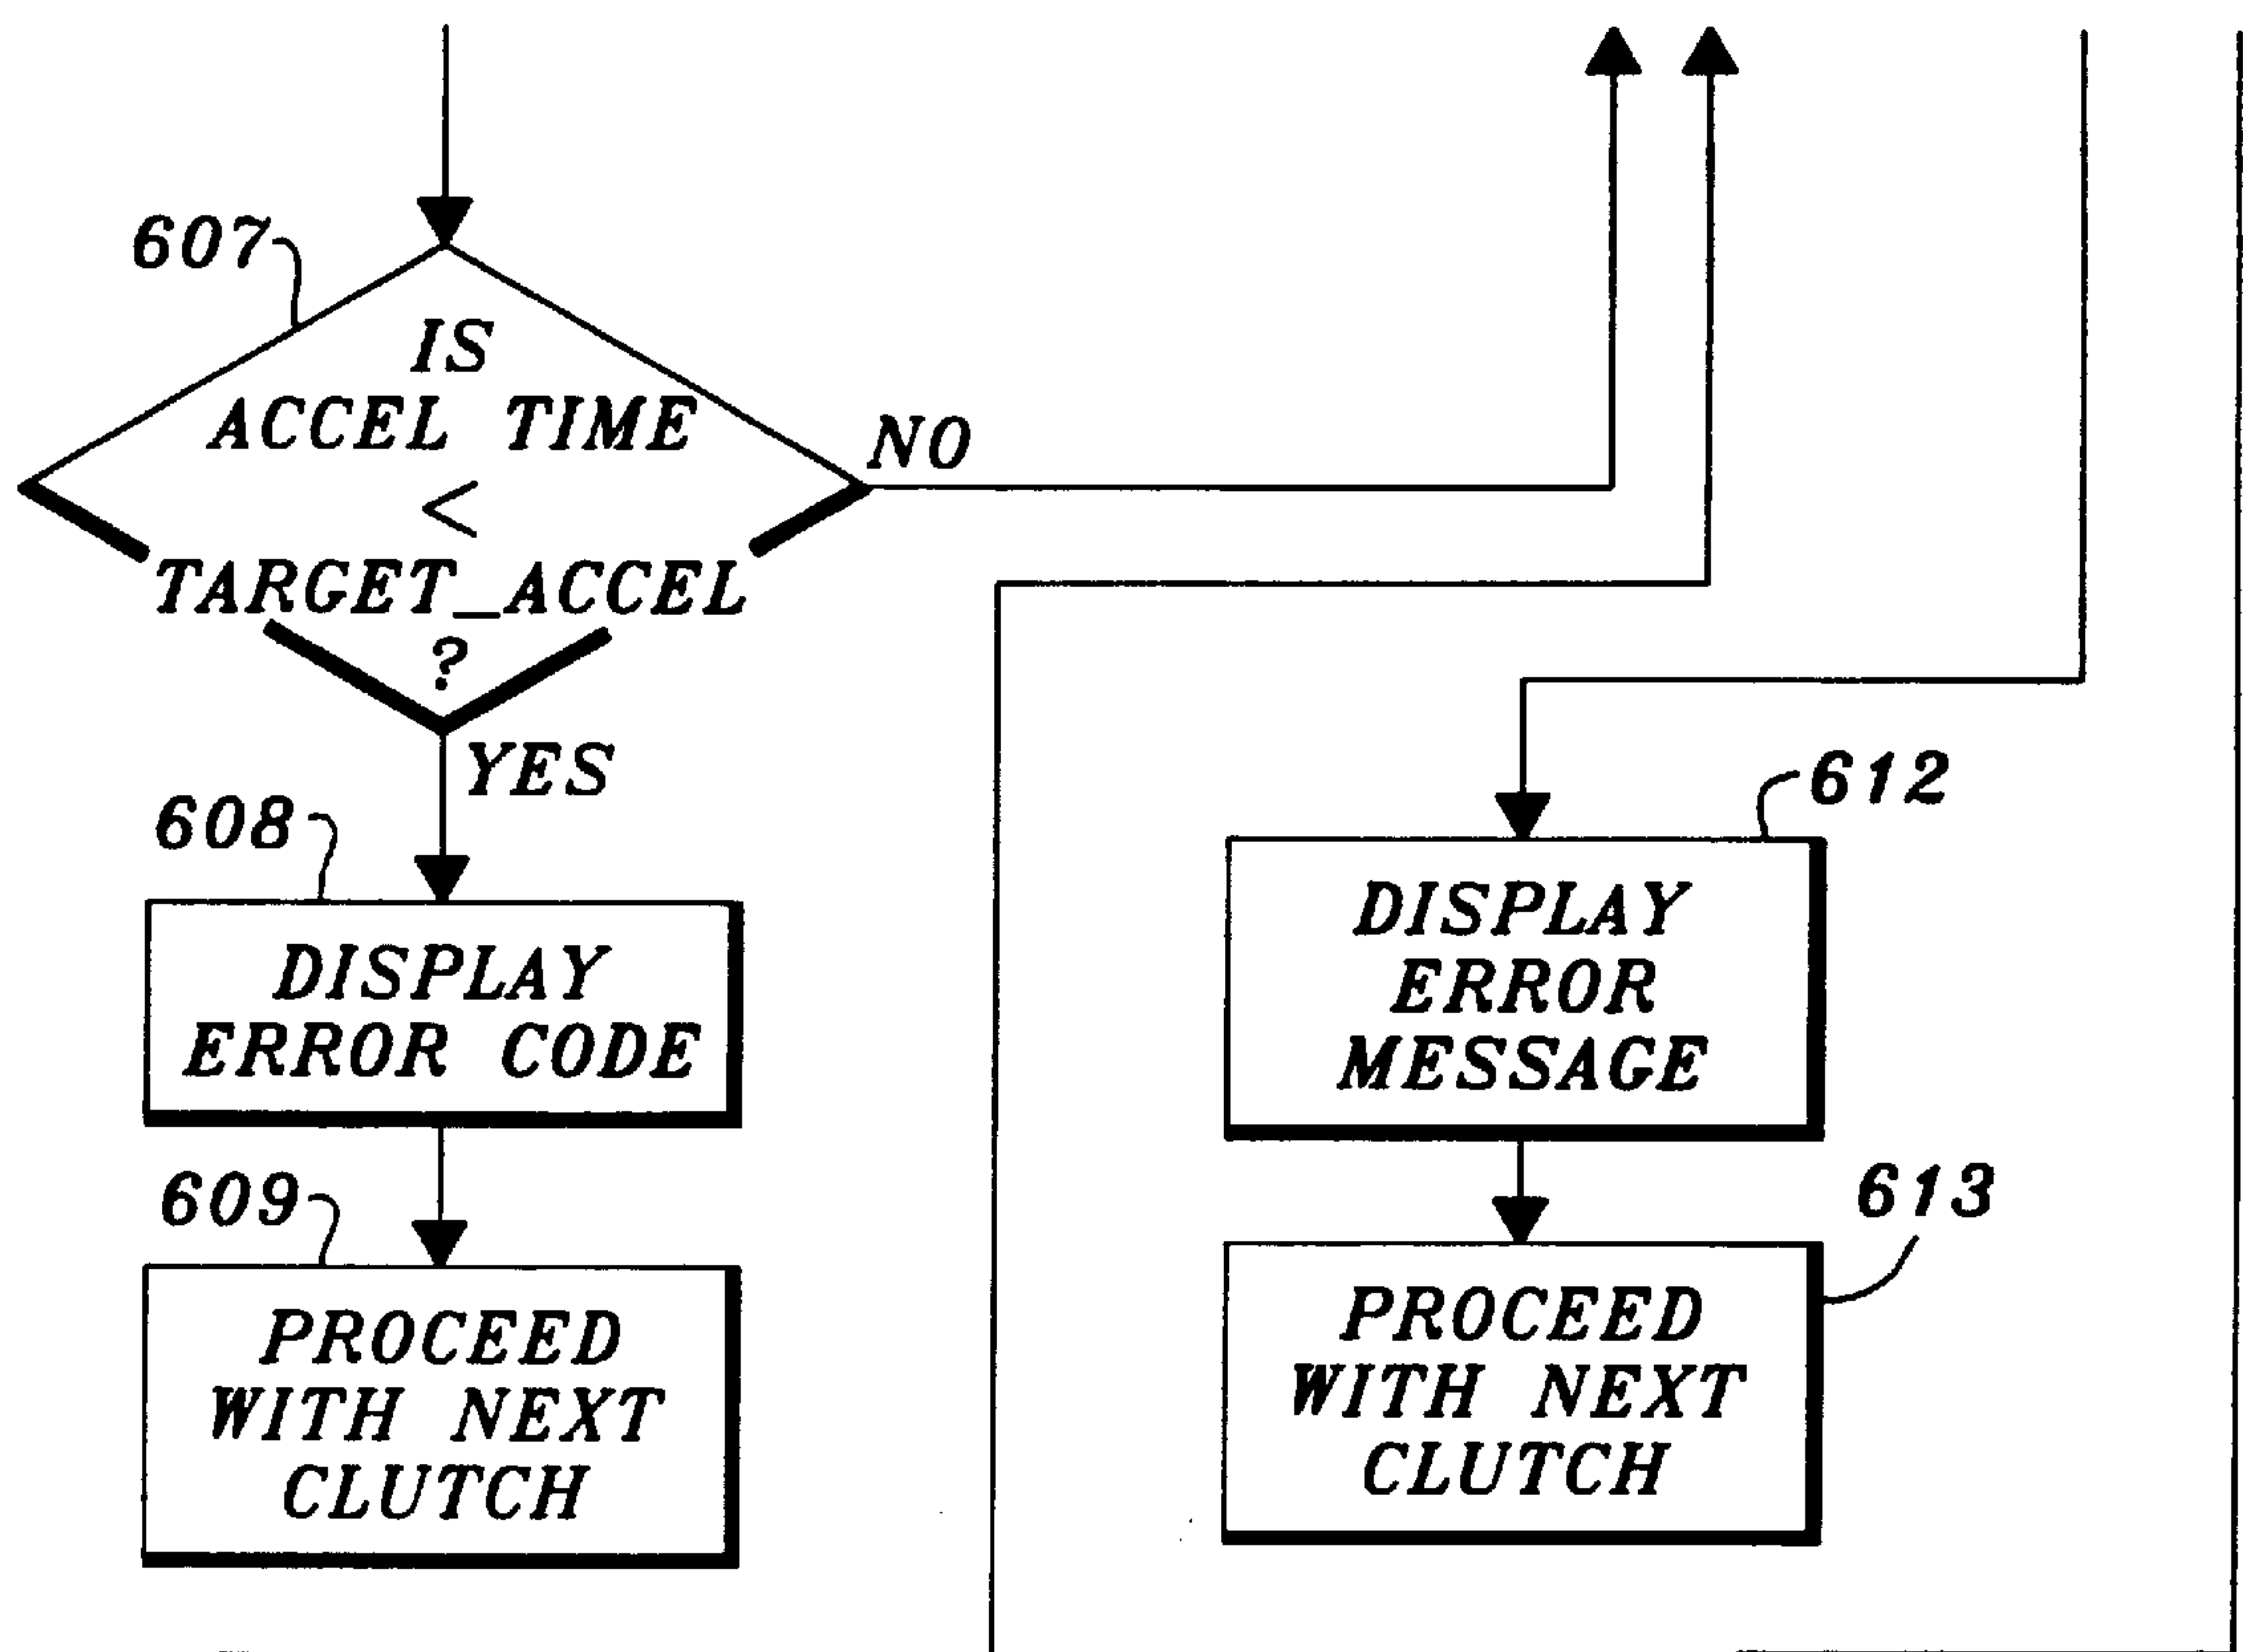 607
IS
ACCEL TIME
<
TARGET_ACCEL
?
NO
YES
608
DISPLAY
ERROR CODE
609
PROCEED
WITH NEXT
CLUTCH
612
DISPLAY
ERROR
MESSAGE
613
PROCEED
WITH NEXT
CLUTCH